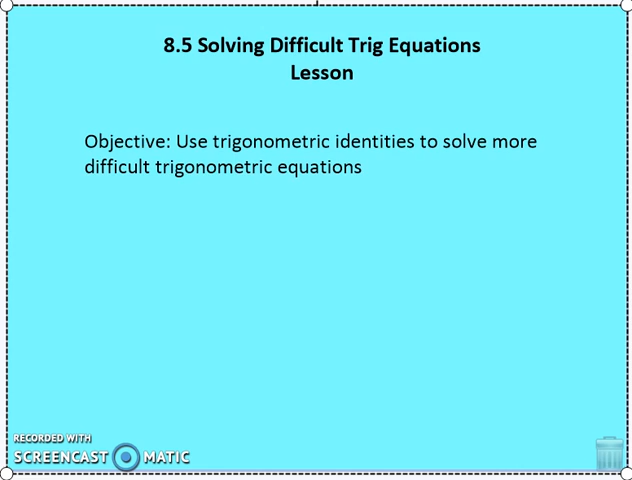 8.5 Solving Difficult Trig Equations
Lesson
Objective: Use trigonometric identities to solve more
difficult trigonometric equations
RECORDED WITH
SCREENCAST MATIC